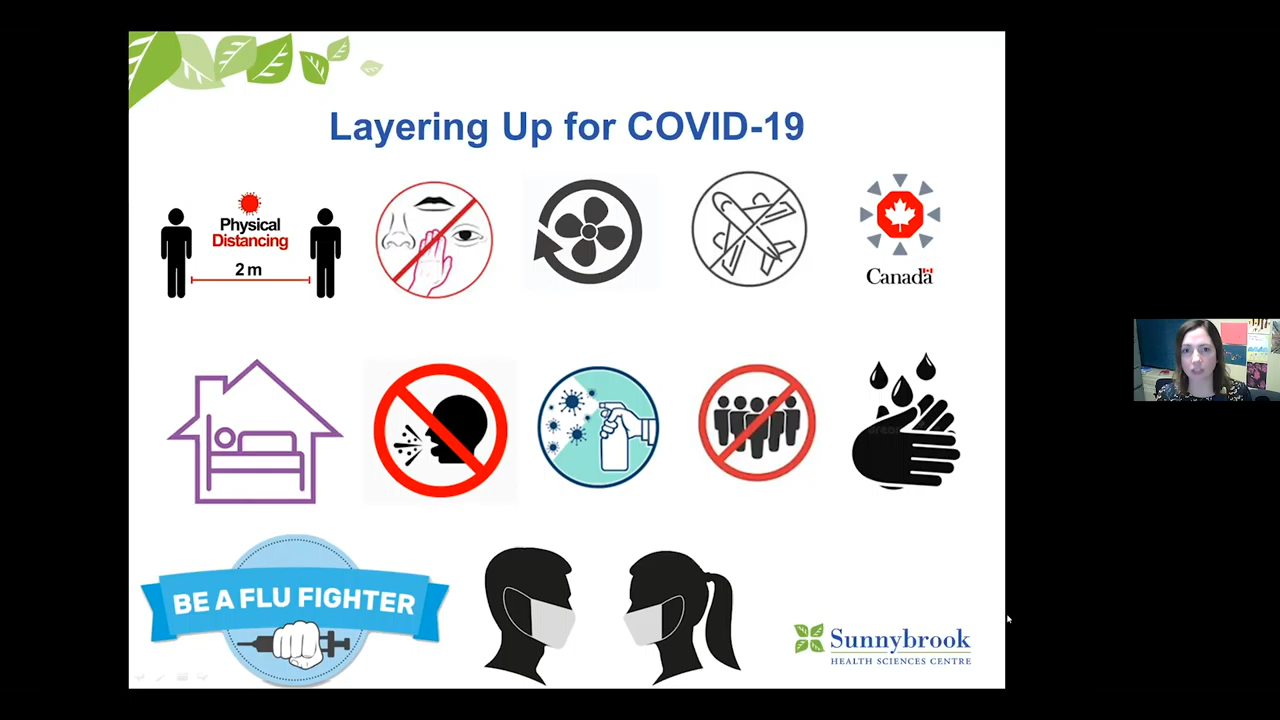 Layering Up for COVID-19
Physical
Distancing
2 m
Canada
BE A FLU FIGHTER
Sunnybrook
HEALTH SCIENCES CENTRE